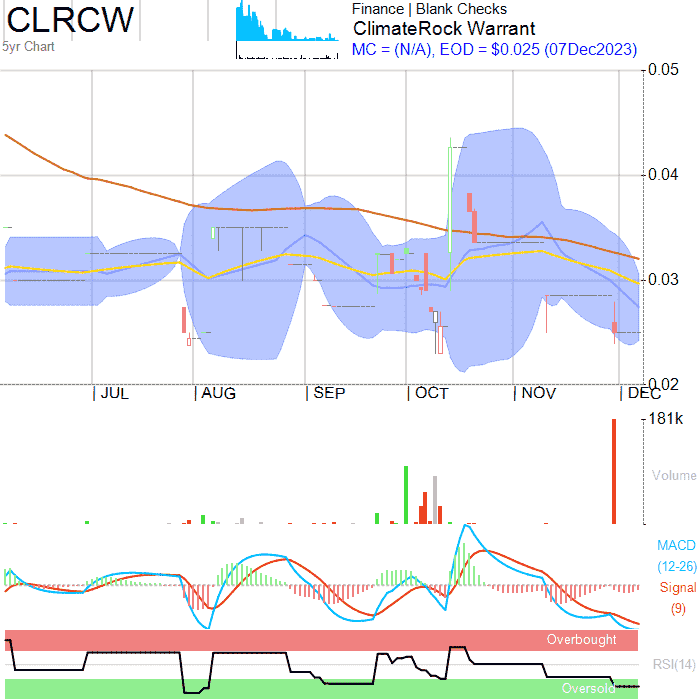 CLRCW
5yr Chart
Finance | Blank Checks
ClimateRock Warrant
MC = (N/A), EOD = $0.025 (07Dec2023)
0.05
0.04
0.03
0.02
JUL AUG SEP OCT NOV DEC
181k
Volume
MACD
(12-26)
Signal
(9)
Overbought
RSI(14)
Oversold